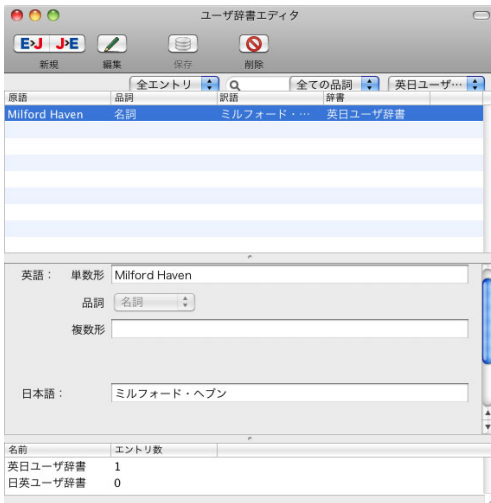 ユーザ辞書エディタ
E›J J›E
新規 編集 保存 削除
全エントリ 全ての品詞 英日ユーザ…
原語 品詞 訳語 辞書
Milford Haven 名詞 ミルフォード・… 英日ユーザ辞書
英語： 単数形 Milford Haven
品詞 名詞
複数形
日本語： ミルフォード・ヘブン
名前 エントリ数
英日ユーザ辞書 1
日英ユーザ辞書 0